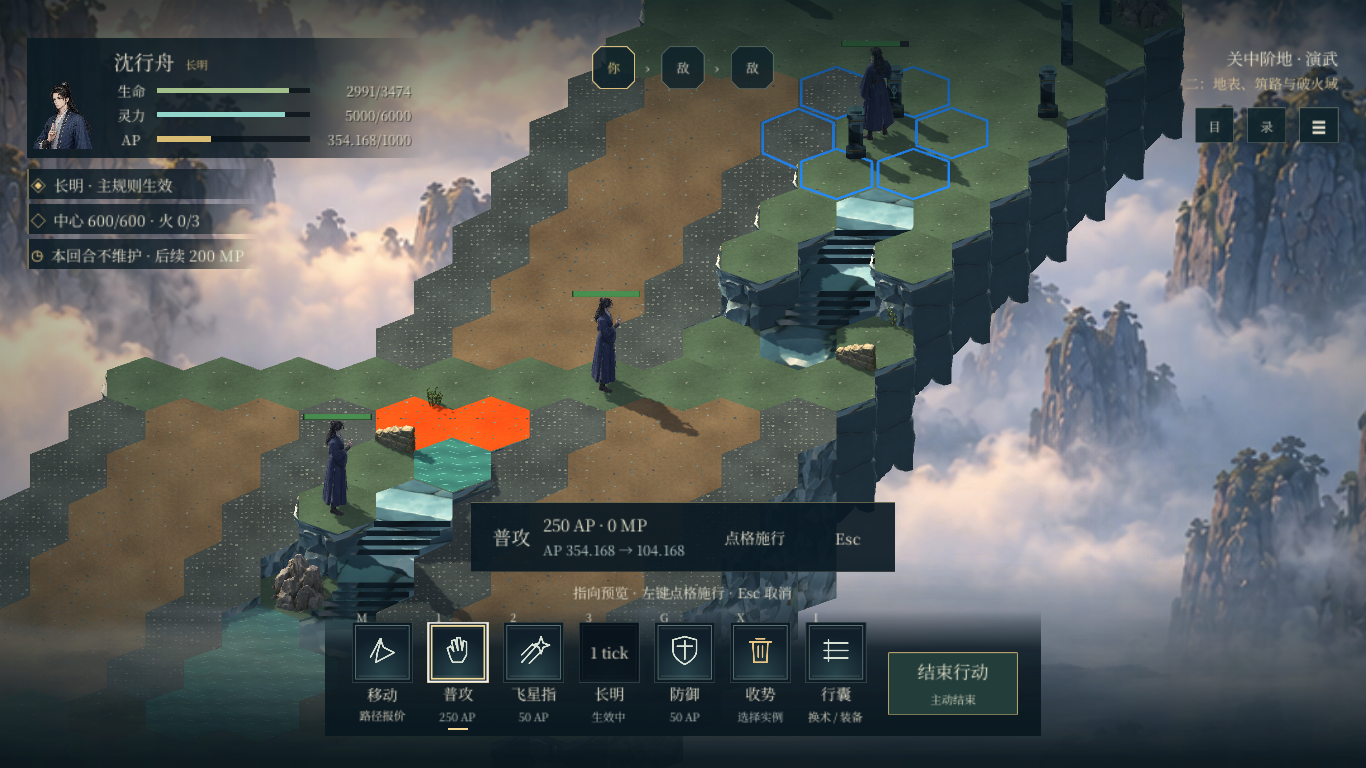 沈行舟 长明
生命 2991/3474
灵力 5000/6000
AP 354.168/1000
长明 · 主规则生效
中心 600/600 · 火 0/3
本回合不维护 · 后续 200 MP
你 › 敌 › 敌
关中阶地 · 演武
二：地表、筑路与破火域
目 录
普攻
250 AP · 0 MP
AP 354.168 → 104.168
点格施行
Esc
指向预览 · 左键点格施行 · Esc 取消
M 1 2 3 G X I
1 tick
移动 普攻 飞星指 长明 防御 收势 行囊
路径报价 250 AP 50 AP 生效中 50 AP 选择实例 换术 / 装备
结束行动
主动结束